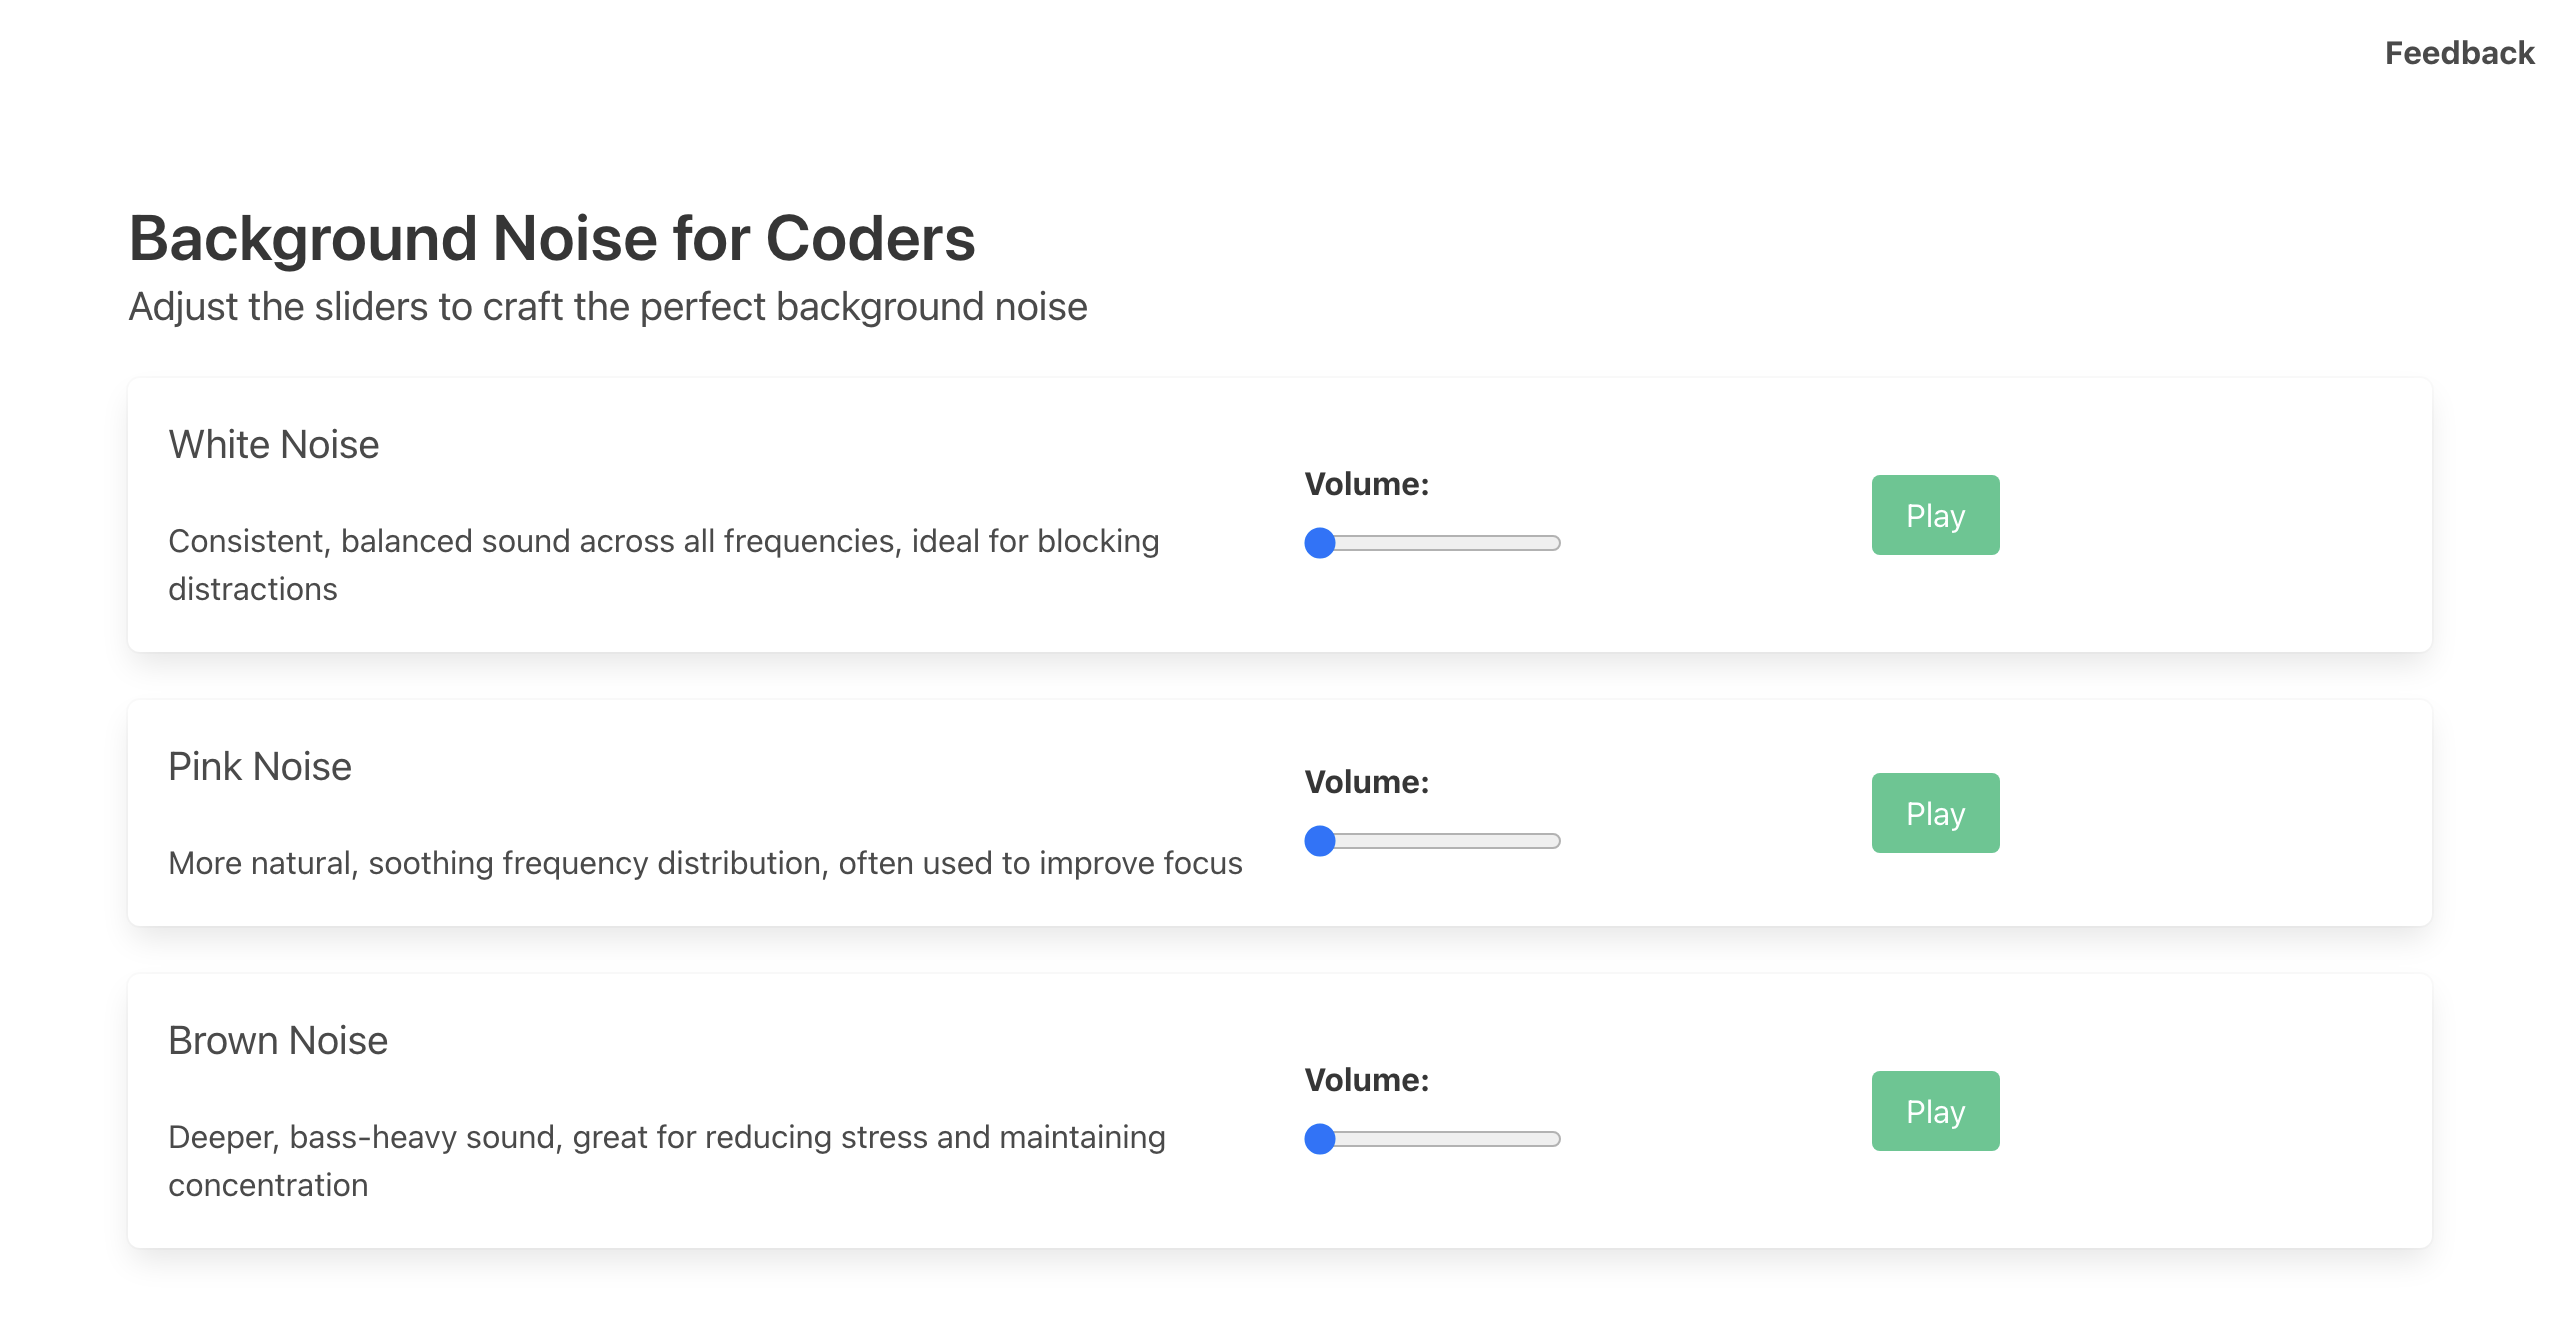 Feedback
Background Noise for Coders
Adjust the sliders to craft the perfect background noise
White Noise
Consistent, balanced sound across all frequencies, ideal for blocking
distractions
Volume:
Play
Pink Noise
More natural, soothing frequency distribution, often used to improve focus
Volume:
Play
Brown Noise
Deeper, bass-heavy sound, great for reducing stress and maintaining
concentration
Volume:
Play